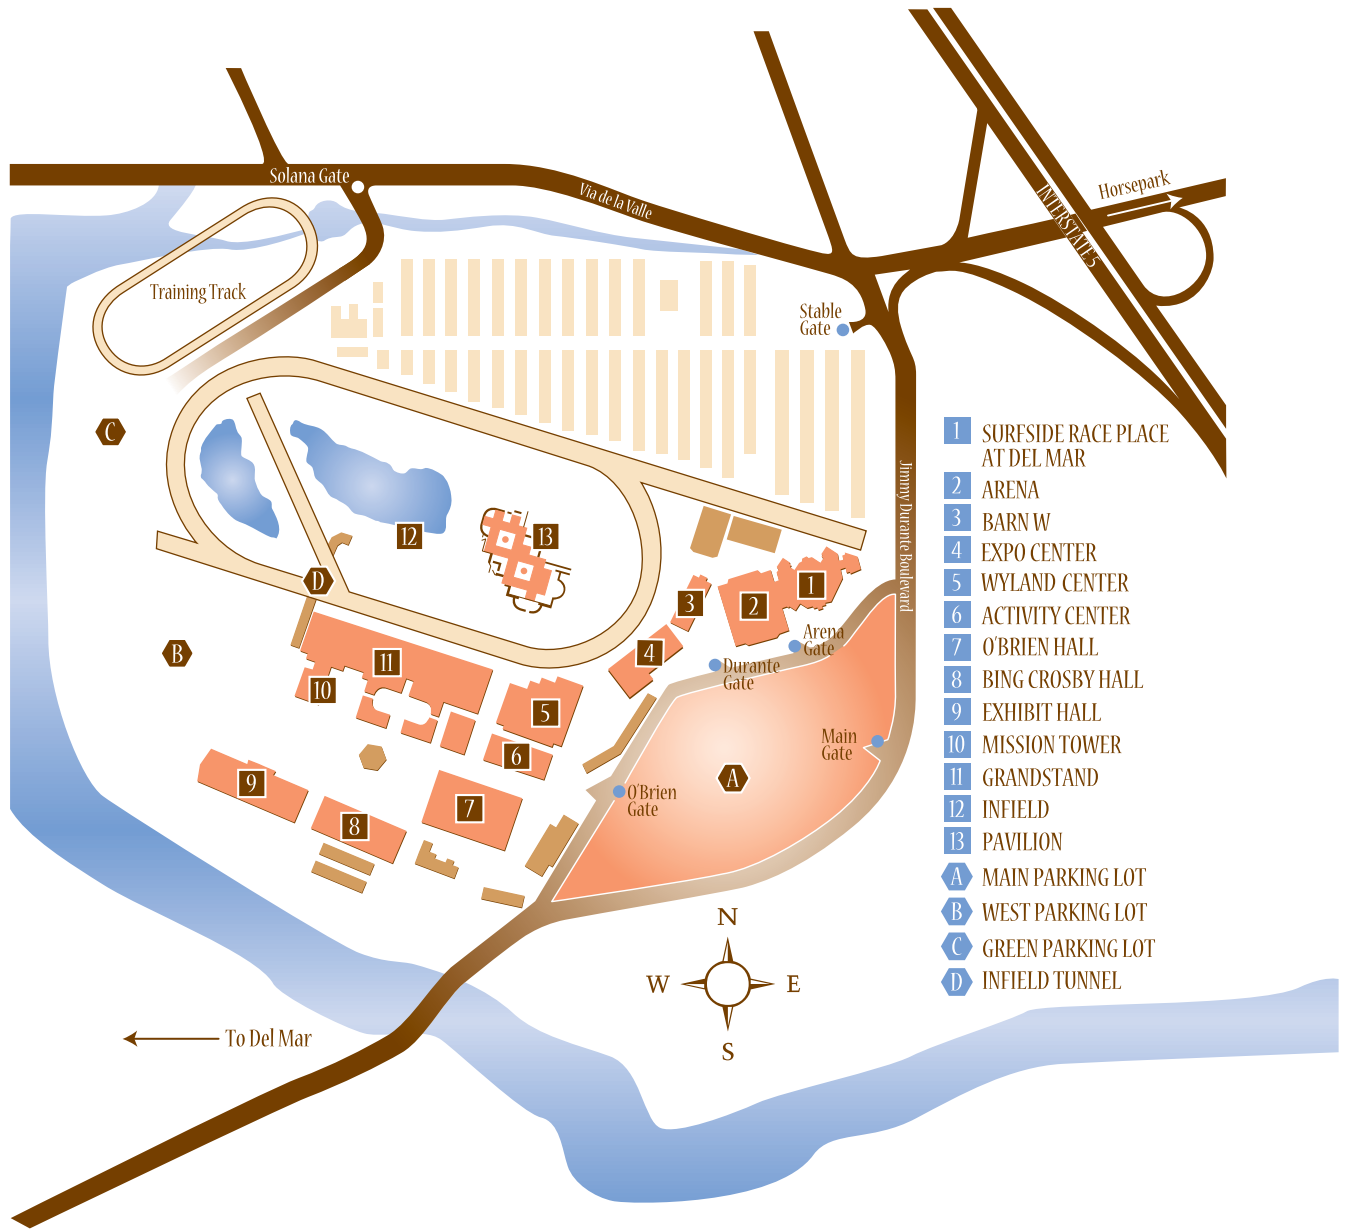 Solana Gate
Via de la Valle
Horsepark
INTERSTATE 5
Training Track
Stable
Gate
Jimmy Durante Boulevard
C
12
13
D
B
11
10
9
8
7
6
5
4
3
2
1
Arena
Gate
Durante
Gate
Main
Gate
A
O'Brien
Gate
1 SURFSIDE RACE PLACE
AT DEL MAR
2 ARENA
3 BARN W
4 EXPO CENTER
5 WYLAND CENTER
6 ACTIVITY CENTER
7 O'BRIEN HALL
8 BING CROSBY HALL
9 EXHIBIT HALL
10 MISSION TOWER
11 GRANDSTAND
12 INFIELD
13 PAVILION
A MAIN PARKING LOT
B WEST PARKING LOT
C GREEN PARKING LOT
D INFIELD TUNNEL
N
W E
S
To Del Mar